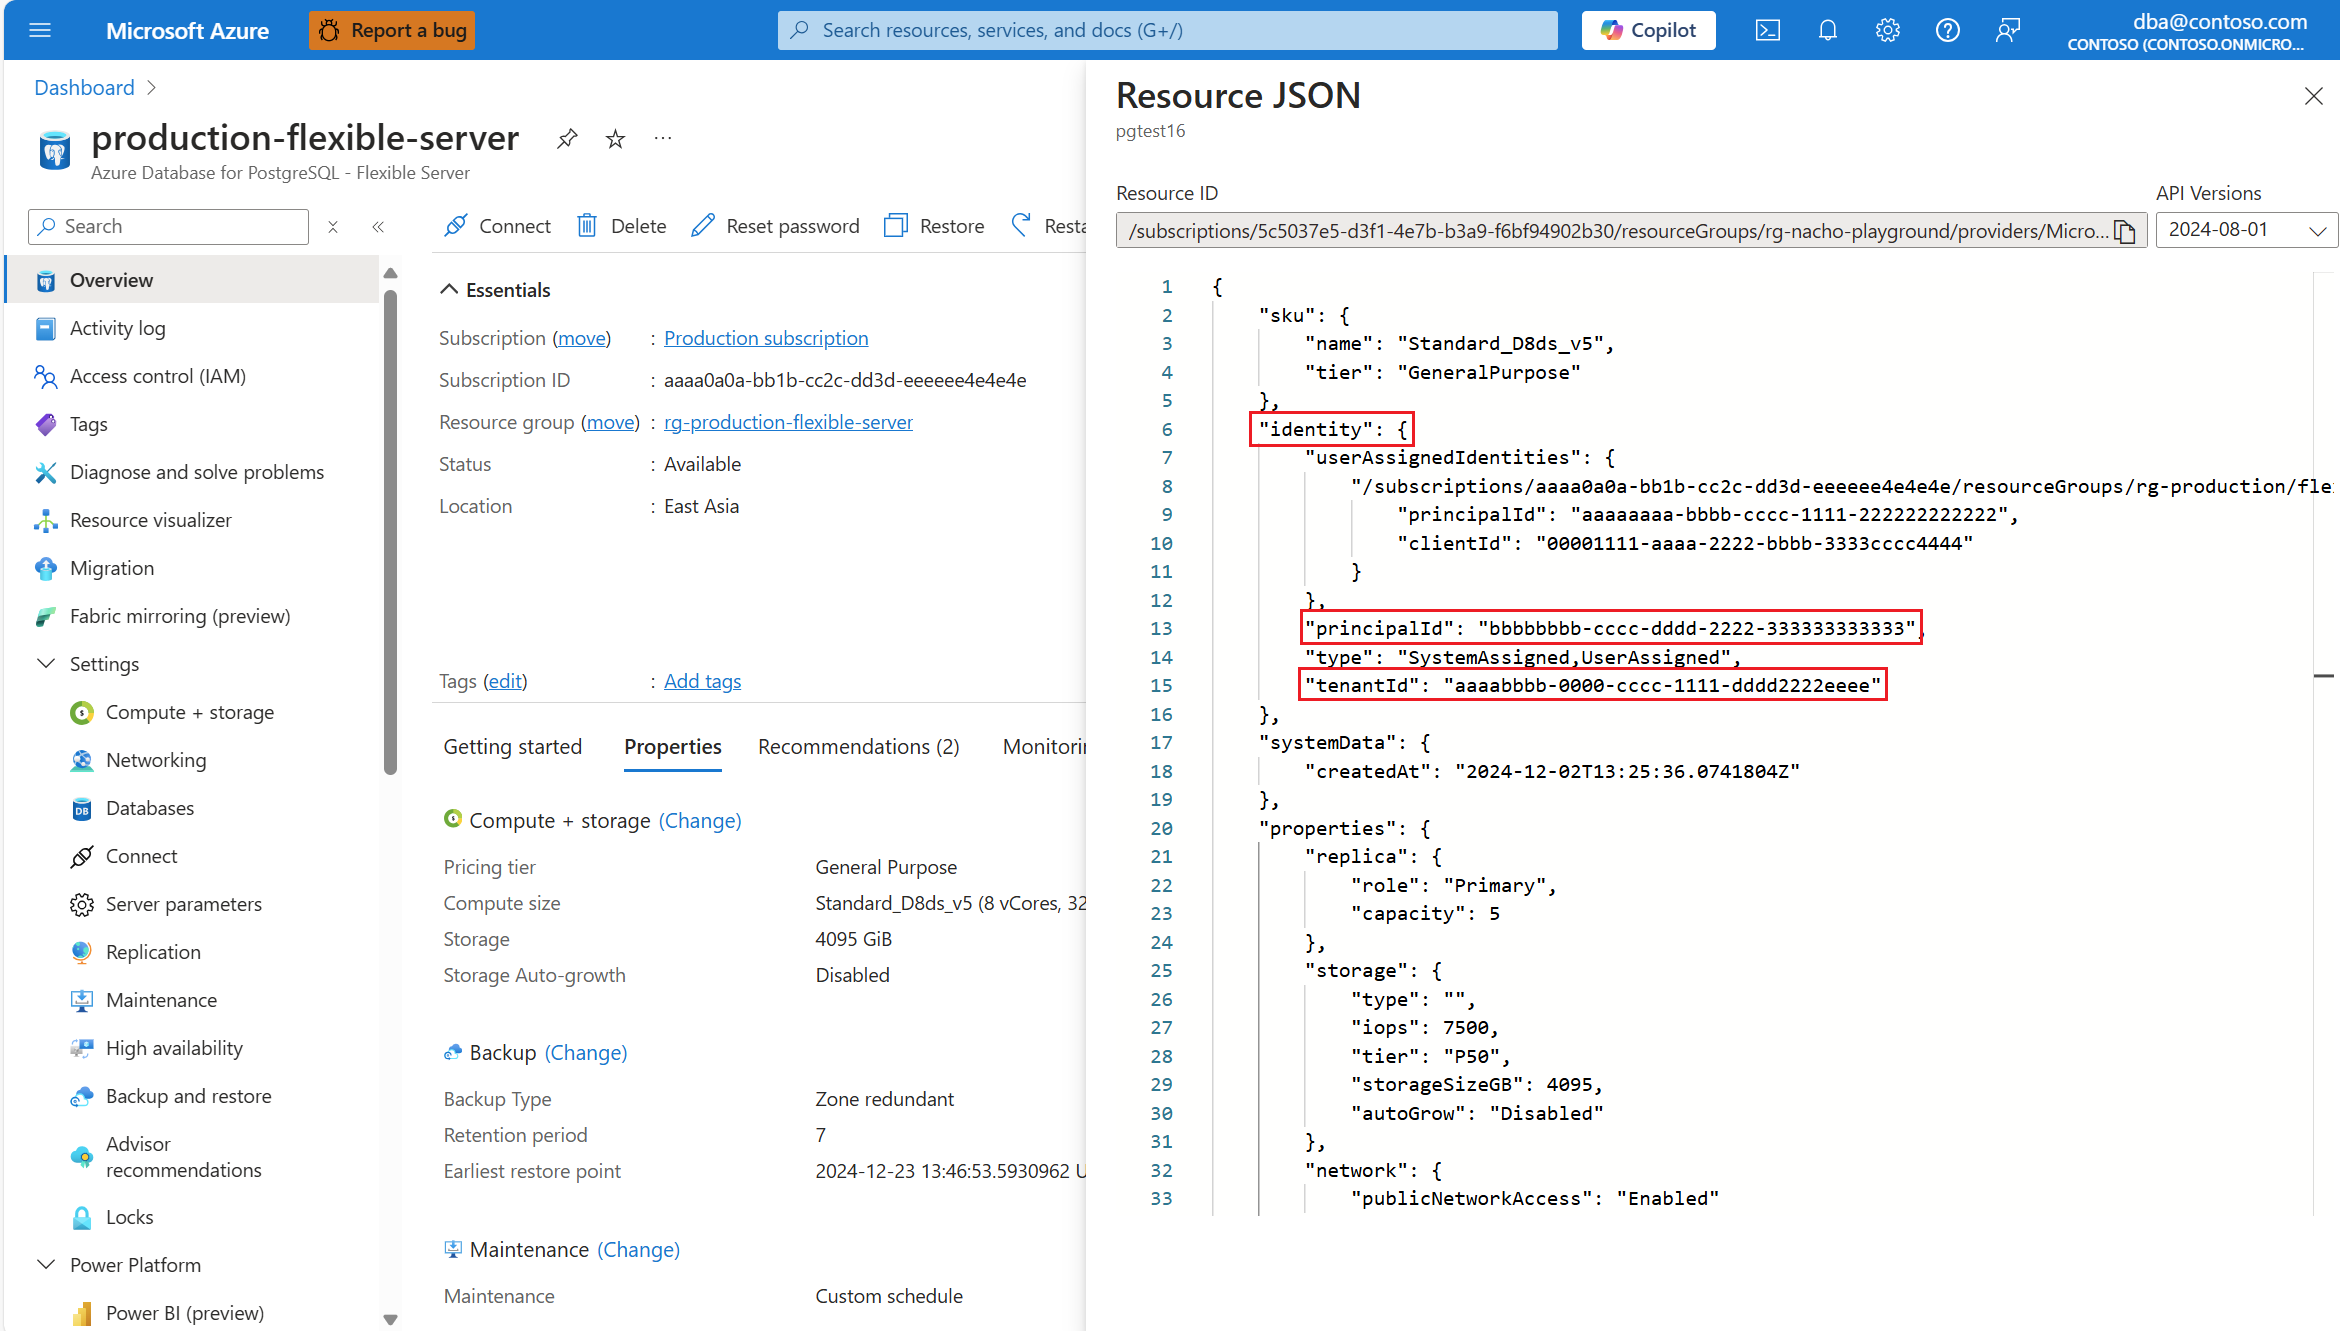 Microsoft Azure
Report a bug
Search resources, services, and docs (G+/)
Copilot
dba@contoso.com
CONTOSO (CONTOSO.ONMICRO...
Dashboard
production-flexible-server
Azure Database for PostgreSQL - Flexible Server
Search
Overview
Activity log
Access control (IAM)
Tags
Diagnose and solve problems
Resource visualizer
Migration
Fabric mirroring (preview)
Settings
Compute + storage
Networking
Databases
Connect
Server parameters
Replication
Maintenance
High availability
Backup and restore
Advisor
recommendations
Locks
Power Platform
Power BI (preview)
Connect
Delete
Reset password
Restore
Resta
Essentials
Subscription (move) : Production subscription
Subscription ID : aaaa0a0a-bb1b-cc2c-dd3d-eeeeee4e4e4e
Resource group (move) : rg-production-flexible-server
Status : Available
Location : East Asia
Tags (edit) : Add tags
Getting started
Properties
Recommendations (2)
Monitorin
Compute + storage (Change)
Pricing tier General Purpose
Compute size Standard_D8ds_v5 (8 vCores, 32
Storage 4095 GiB
Storage Auto-growth Disabled
Backup (Change)
Backup Type Zone redundant
Retention period 7
Earliest restore point 2024-12-23 13:46:53.5930962 U
Maintenance (Change)
Maintenance Custom schedule
Resource JSON
pgtest16
Resource ID
/subscriptions/5c5037e5-d3f1-4e7b-b3a9-f6bf94902b30/resourceGroups/rg-nacho-playground/providers/Micro...
API Versions
2024-08-01
1 {
2 "sku": {
3 "name": "Standard_D8ds_v5",
4 "tier": "GeneralPurpose"
5 },
6 "identity": {
7 "userAssignedIdentities": {
8 "/subscriptions/aaaa0a0a-bb1b-cc2c-dd3d-eeeeee4e4e4e/resourceGroups/rg-production/fle
9 "principalId": "aaaaaaaa-bbbb-cccc-1111-222222222222",
10 "clientId": "00001111-aaaa-2222-bbbb-3333cccc4444"
11 }
12 },
13 "principalId": "bbbbbbbb-cccc-dddd-2222-333333333333",
14 "type": "SystemAssigned,UserAssigned",
15 "tenantId": "aaaabbbb-0000-cccc-1111-dddd2222eeee"
16 },
17 "systemData": {
18 "createdAt": "2024-12-02T13:25:36.0741804Z"
19 },
20 "properties": {
21 "replica": {
22 "role": "Primary",
23 "capacity": 5
24 },
25 "storage": {
26 "type": "",
27 "iops": 7500,
28 "tier": "P50",
29 "storageSizeGB": 4095,
30 "autoGrow": "Disabled"
31 },
32 "network": {
33 "publicNetworkAccess": "Enabled"